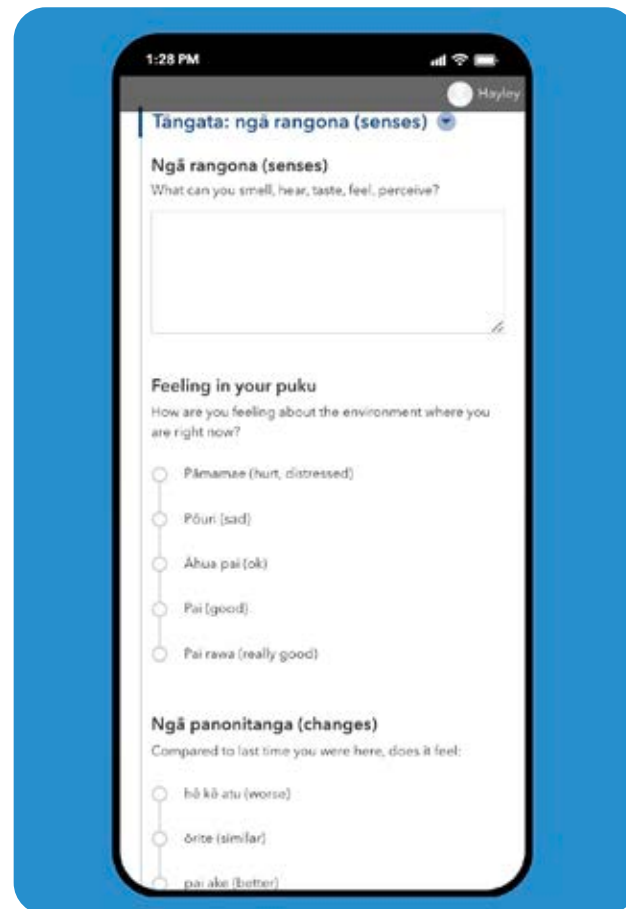 1:28 PM
Hayley
Tāngata: ngā rangona (senses)
Ngā rangona (senses)
What can you smell, hear, taste, feel, perceive?
Feeling in your puku
How are you feeling about the environment where you
are right now?
Pāmamae (hurt, distressed)
Pōuri (sad)
Āhua pai (ok)
Pai (good)
Pai rawa (really good)
Ngā panonitanga (changes)
Compared to last time you were here, does it feel:
hē kē atu (worse)
ōrite (similar)
pai ake (better)